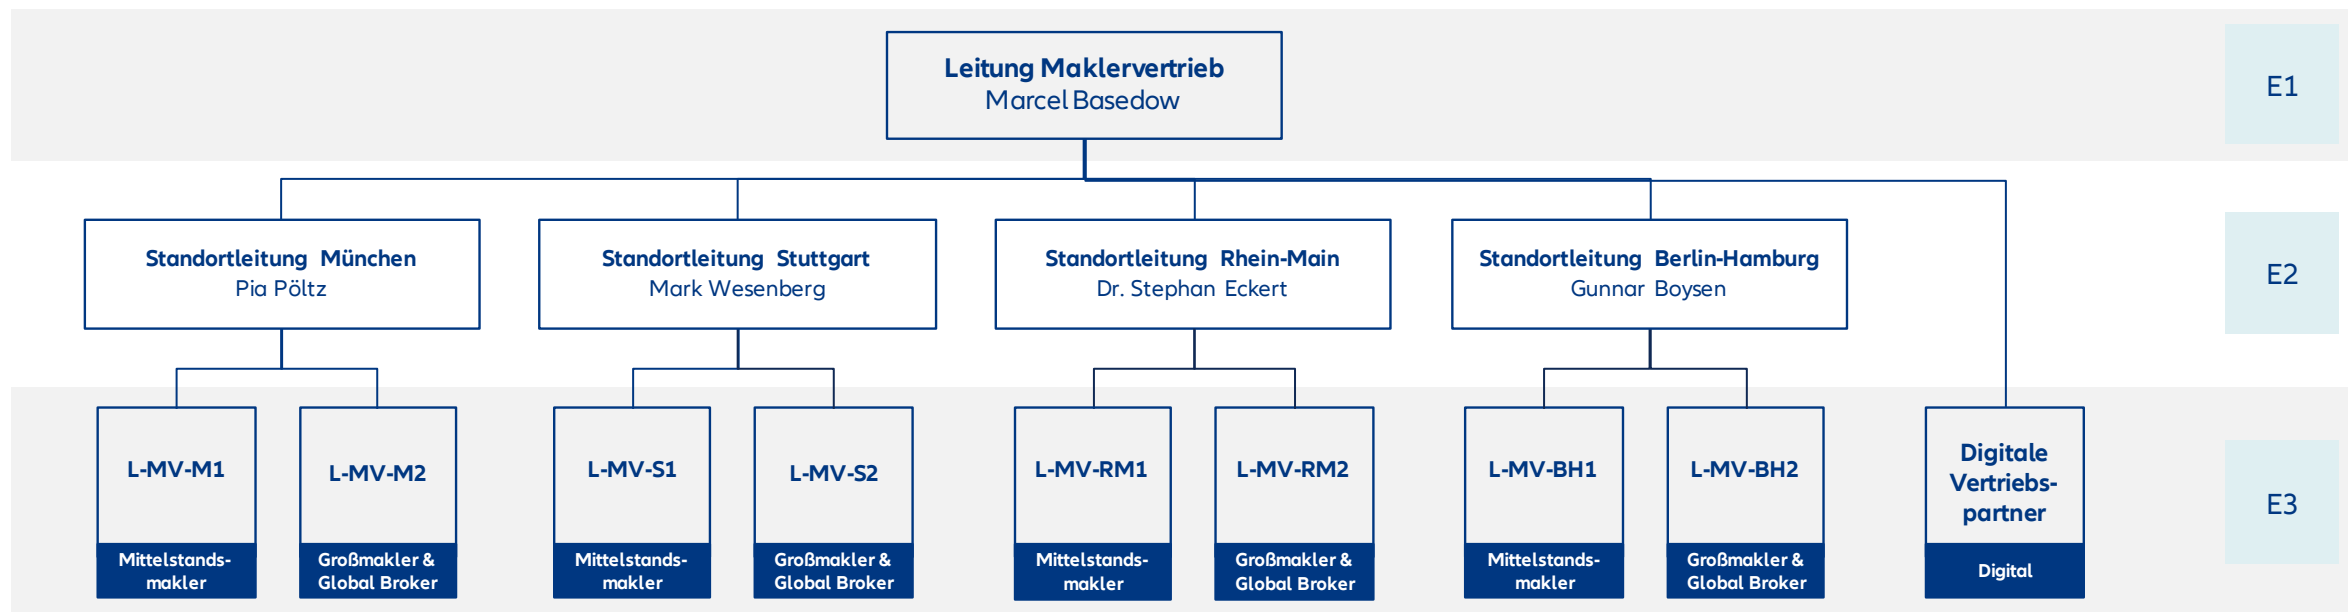 Leitung Maklervertrieb
Marcel Basedow
E1
Standortleitung München
Pia Pöltz
Standortleitung Stuttgart
Mark Wesenberg
Standortleitung Rhein-Main
Dr. Stephan Eckert
Standortleitung Berlin-Hamburg
Gunnar Boysen
E2
L-MV-M1
Mittelstands-
makler
L-MV-M2
Großmakler &
Global Broker
L-MV-S1
Mittelstands-
makler
L-MV-S2
Großmakler &
Global Broker
L-MV-RM1
Mittelstands-
makler
L-MV-RM2
Großmakler &
Global Broker
L-MV-BH1
Mittelstands-
makler
L-MV-BH2
Großmakler &
Global Broker
Digitale
Vertriebs-
partner
Digital
E3